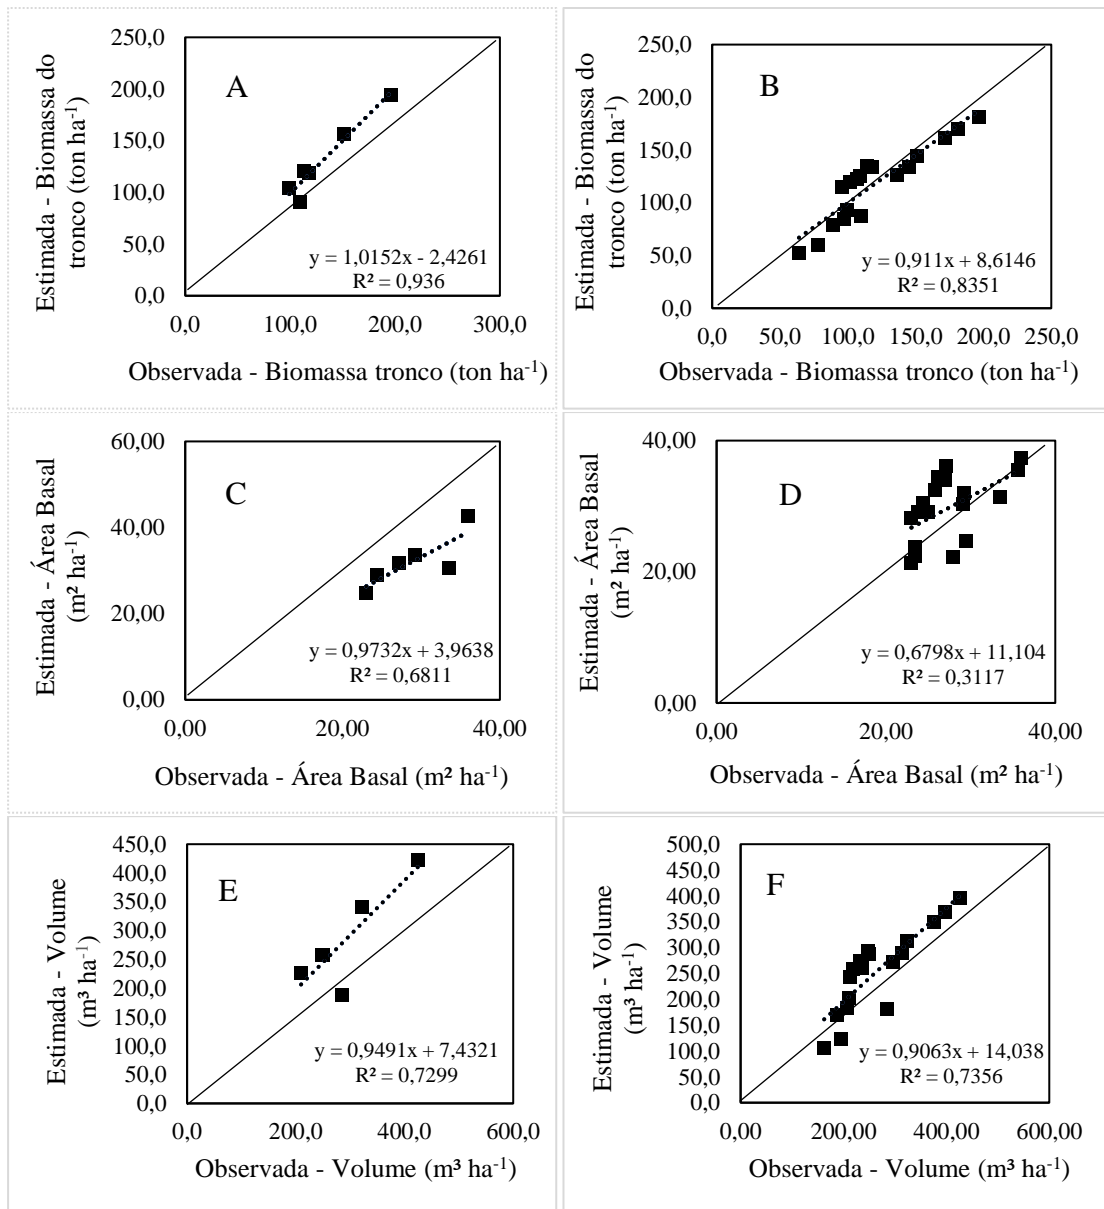 Estimada - Biomassa do
tronco (ton ha⁻¹)
250,0
200,0
150,0
100,0
50,0
0,0
A
y = 1,0152x - 2,4261
R² = 0,936
0,0 100,0 200,0 300,0
Observada - Biomassa tronco (ton ha⁻¹)
Estimada - Biomassa do
tronco (ton ha⁻¹)
250,0
200,0
150,0
100,0
50,0
0,0
B
y = 0,911x + 8,6146
R² = 0,8351
0,0 50,0 100,0 150,0 200,0 250,0
Observada - Biomassa tronco (ton ha⁻¹)
Estimada - Área Basal
(m² ha⁻¹)
60,00
40,00
20,00
0,00
C
y = 0,9732x + 3,9638
R² = 0,6811
0,00 20,00 40,00
Observada - Área Basal (m² ha⁻¹)
Estimada - Área Basal
(m² ha⁻¹)
40,00
20,00
0,00
D
y = 0,6798x + 11,104
R² = 0,3117
0,00 20,00 40,00
Observada - Área Basal (m² ha⁻¹)
Estimada - Volume
(m³ ha⁻¹)
450,0
400,0
350,0
300,0
250,0
200,0
150,0
100,0
50,0
0,0
E
y = 0,9491x + 7,4321
R² = 0,7299
0,0 200,0 400,0 600,0
Observada - Volume (m³ ha⁻¹)
Estimada - Volume
(m³ ha⁻¹)
500,0
450,0
400,0
350,0
300,0
250,0
200,0
150,0
100,0
50,0
0,0
F
y = 0,9063x + 14,038
R² = 0,7356
0,00 200,00 400,00 600,00
Observada - Volume (m³ ha⁻¹)